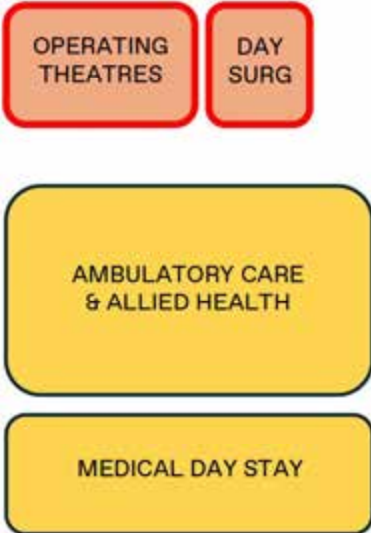 OPERATING
THEATRES
DAY
SURG
AMBULATORY CARE
& ALLIED HEALTH
MEDICAL DAY STAY